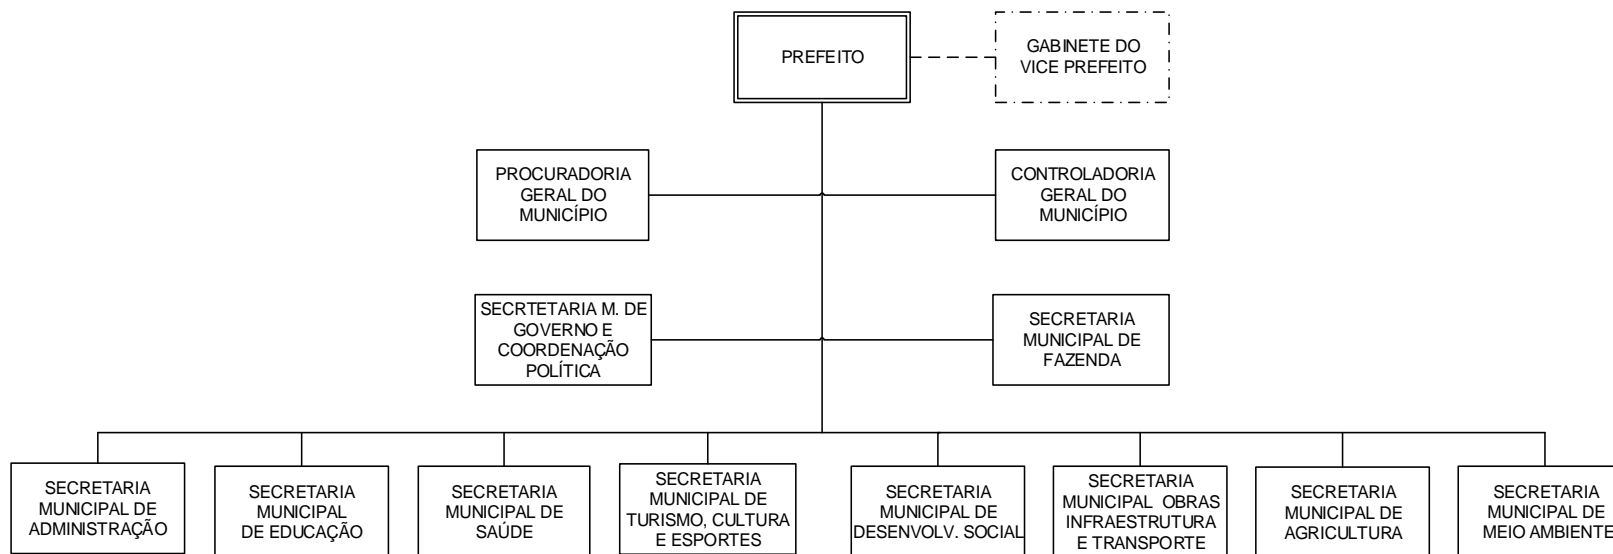 PREFEITO
GABINETE DO
VICE PREFEITO
PROCURADORIA
GERAL DO
MUNICÍPIO
CONTROLADORIA
GERAL DO
MUNICÍPIO
SECRTETARIA M. DE
GOVERNO E
COORDENAÇÃO
POLÍTICA
SECRETARIA
MUNICIPAL DE
FAZENDA
SECRETARIA
MUNICIPAL DE
ADMINISTRAÇÃO
SECRETARIA
MUNICIPAL
DE EDUCAÇÃO
SECRETARIA
MUNICIPAL DE
SAÚDE
SECRETARIA
MUNICIPAL DE
TURISMO, CULTURA
E ESPORTES
SECRETARIA
MUNICIPAL DE
DESENVOLV. SOCIAL
SECRETARIA
MUNICIPAL OBRAS
INFRAESTRUTURA
E TRANSPORTE
SECRETARIA
MUNICIPAL DE
AGRICULTURA
SECRETARIA
MUNICIPAL DE
MEIO AMBIENTE